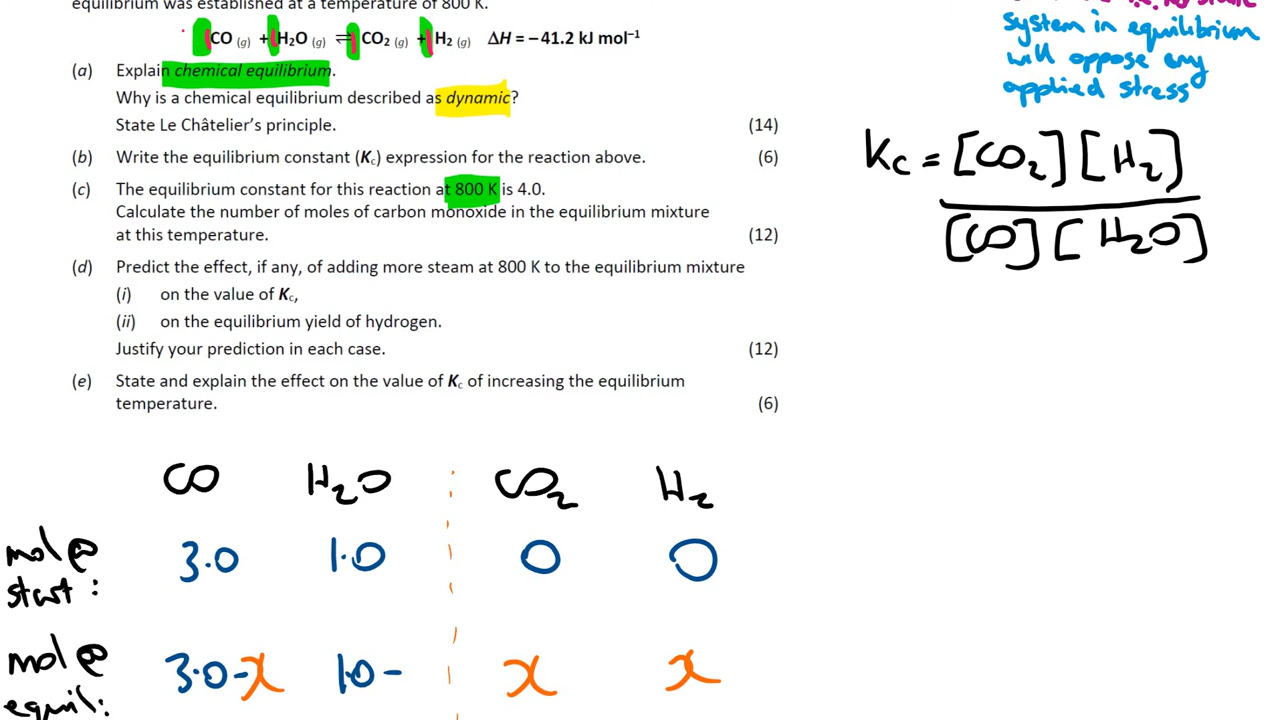 equilibrium was established at a temperature of 800 K.
CO (g) + H₂O (g) ⇌ CO₂ (g) + H₂ (g) ΔH = –41.2 kJ mol⁻¹
(a) Explain chemical equilibrium.
Why is a chemical equilibrium described as dynamic?
State Le Châtelier's principle. (14)
(b) Write the equilibrium constant (Kc) expression for the reaction above. (6)
(c) The equilibrium constant for this reaction at 800 K is 4.0.
Calculate the number of moles of carbon monoxide in the equilibrium mixture
at this temperature. (12)
(d) Predict the effect, if any, of adding more steam at 800 K to the equilibrium mixture
(i) on the value of Kc,
(ii) on the equilibrium yield of hydrogen.
Justify your prediction in each case. (12)
(e) State and explain the effect on the value of Kc of increasing the equilibrium
temperature. (6)
system in equilibrium
will oppose any
applied stress
Kc = [CO₂][H₂]
[CO][H₂O]
CO H₂O CO₂ H₂
mol @ start: 3.0 1.0 0 0
mol @ equil: 3.0-x 1.0- x x